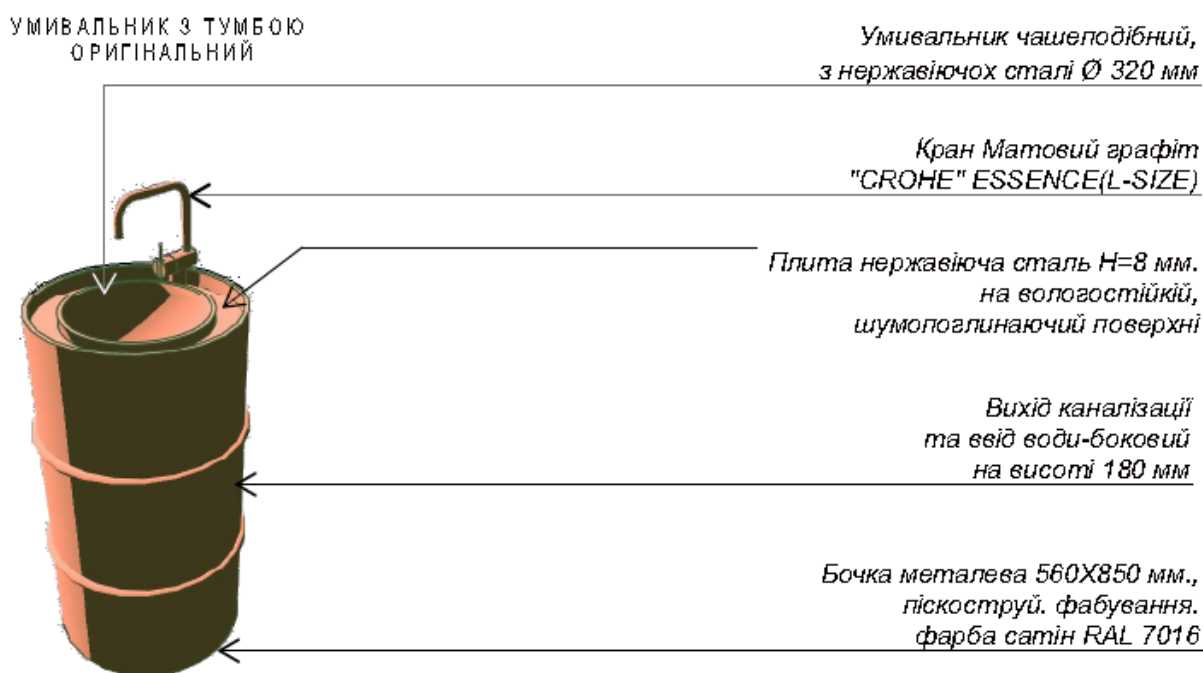 УМИВАЛЬНИК З ТУМБОЮ
ОРИГІНАЛЬНИЙ
Умивальник чашеподібний,
з нержавіючох сталі Ø 320 мм
Кран Матовий графіт
"CROHE" ESSENCE(L-SIZE)
Плита нержавіюча сталь H=8 мм.
на вологостійкій,
шумопоглинаючий поверхні
Вихід каналізації
та ввід води-боковий
на висоті 180 мм
Бочка металева 560X850 мм.,
піскоструй. фабування.
фарба сатін RAL 7016